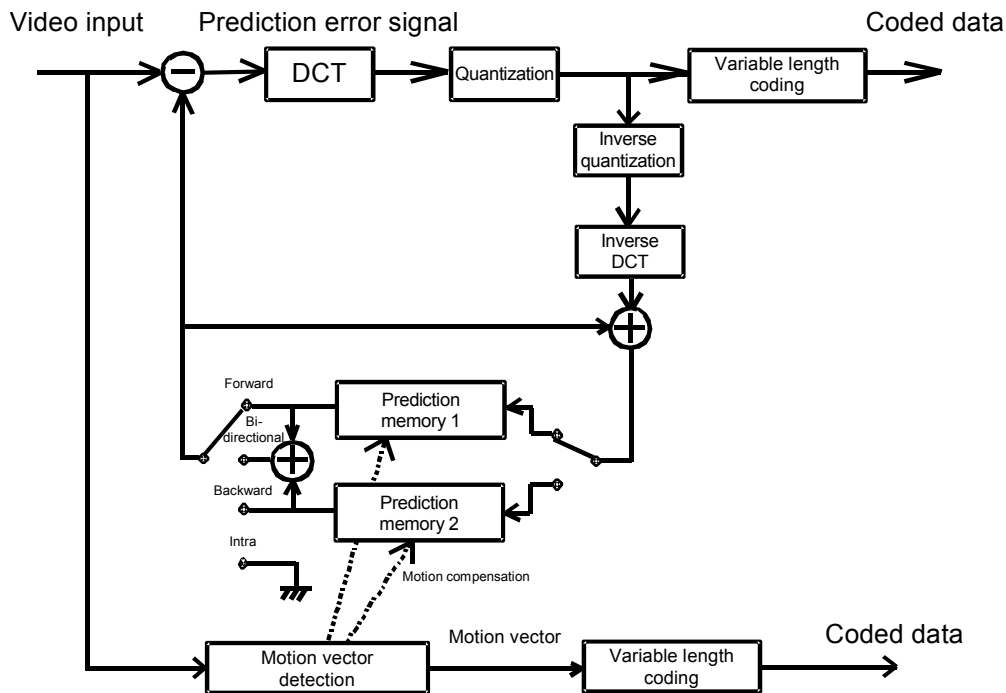 Video input
Prediction error signal
Coded data
DCT
Quantization
Variable length
coding
Inverse
quantization
Inverse
DCT
Forward
Bi-
directional
Backward
Intra
Prediction
memory 1
Prediction
memory 2
Motion compensation
Motion vector
detection
Motion vector
Variable length
coding
Coded data